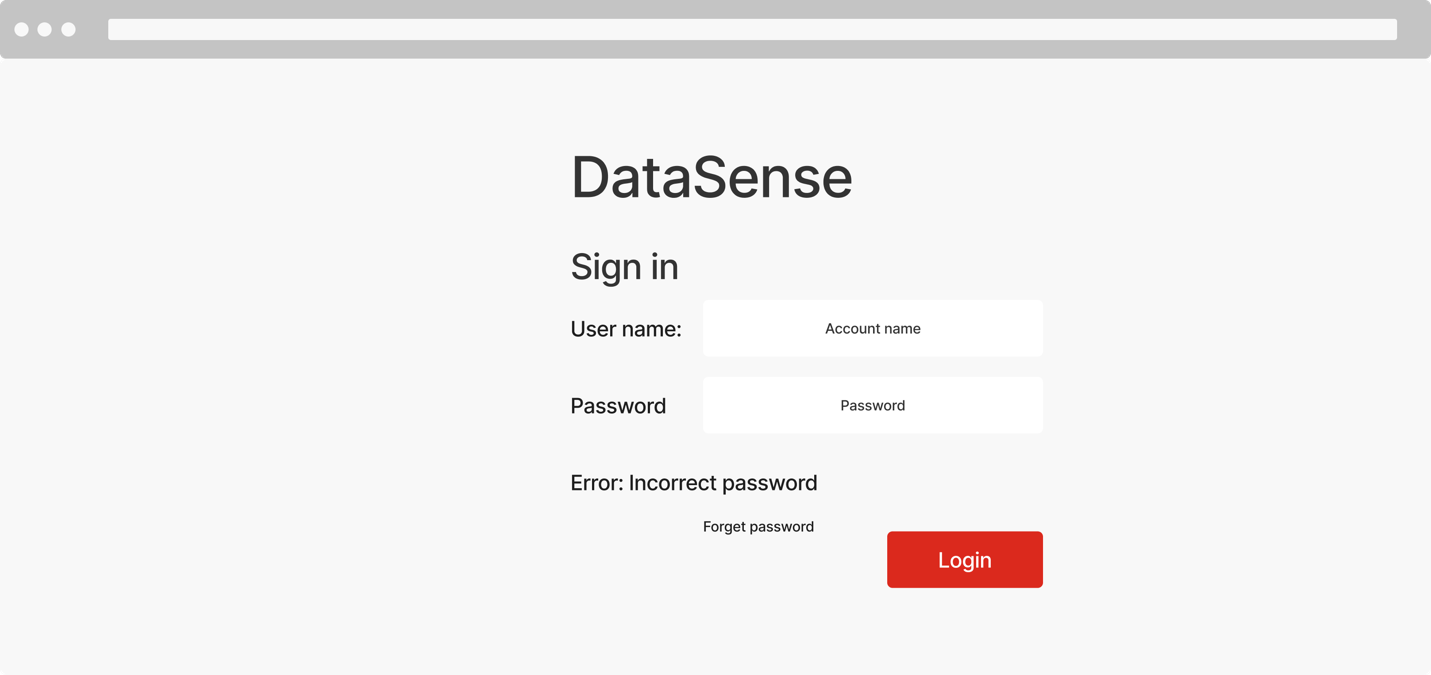 DataSense
Sign in
User name: Account name
Password Password
Error: Incorrect password
Forget password
Login